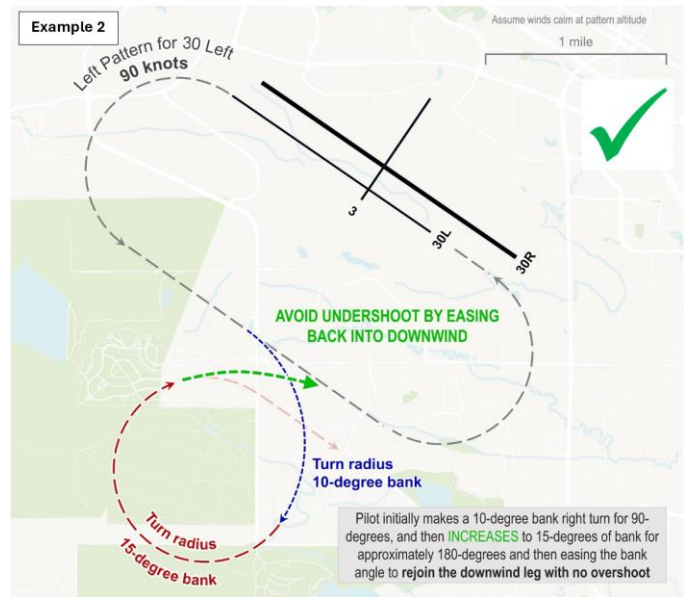 Example 2
Assume winds calm at pattern altitude
1 mile
Left Pattern for 30 Left
90 knots
3
30L
30R
AVOID UNDERSHOOT BY EASING
BACK INTO DOWNWIND
Turn radius
10-degree bank
Turn radius
15-degree bank
Pilot initially makes a 10-degree bank right turn for 90-
degrees, and then INCREASES to 15-degrees of bank for
approximately 180-degrees and then easing the bank
angle to rejoin the downwind leg with no overshoot